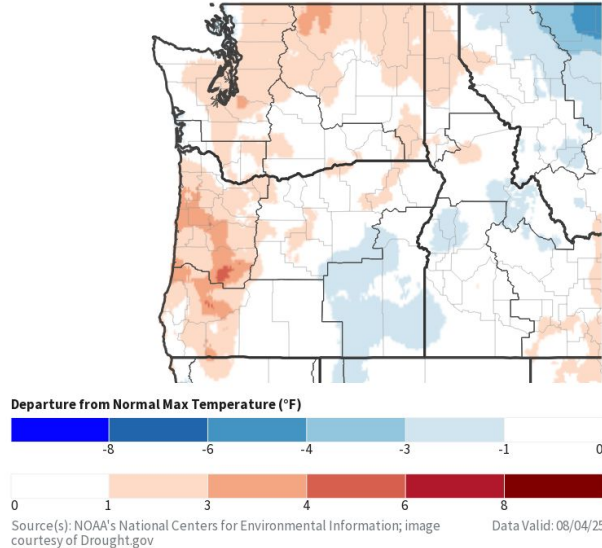 Departure from Normal Max Temperature (°F)
-8 -6 -4 -3 -1 0
0 1 3 4 6 8
Source(s): NOAA's National Centers for Environmental Information; image Data Valid: 08/04/25
courtesy of Drought.gov